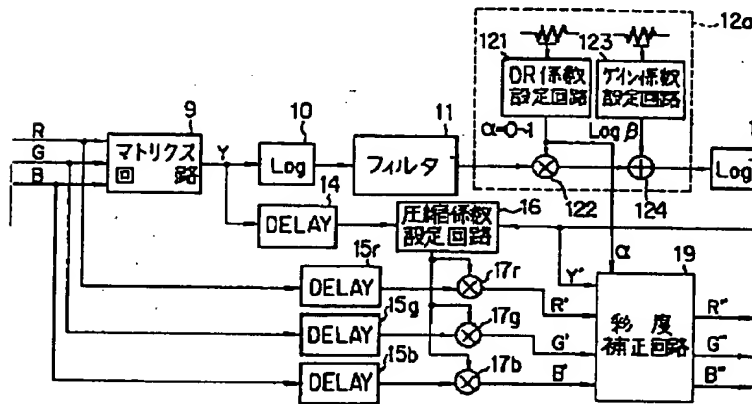 12a
121
123
DR係数
設定回路
ゲイン係数
設定回路
9
10
11
α=0~1
Log β
R
G
B
マトリクス
回路
Y
Log
フィルタ
Log
122
124
14
16
DELAY
圧縮係数
設定回路
α
19
15r
17r
Y"
DELAY
R'
R"
15g
17g
彩度
補正回路
DELAY
G'
G"
15b
17b
DELAY
B'
B"